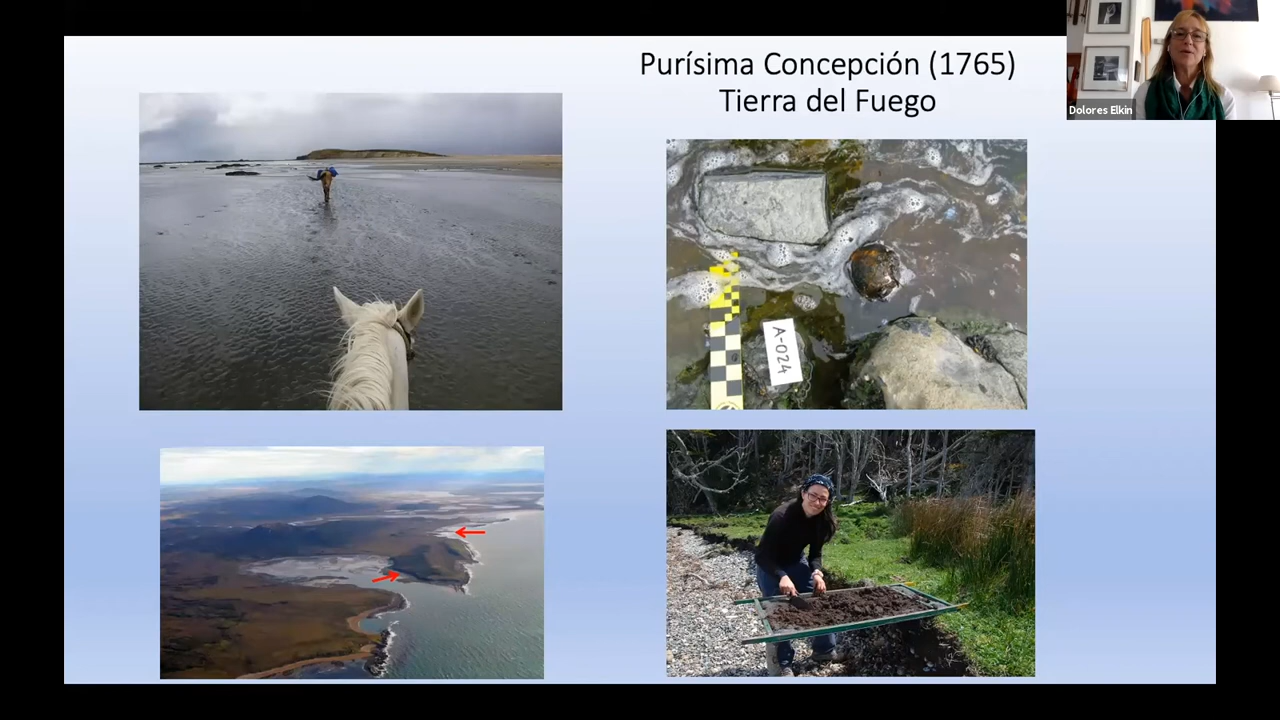 Purísima Concepción (1765)
Tierra del Fuego
Dolores Elkin
A-024